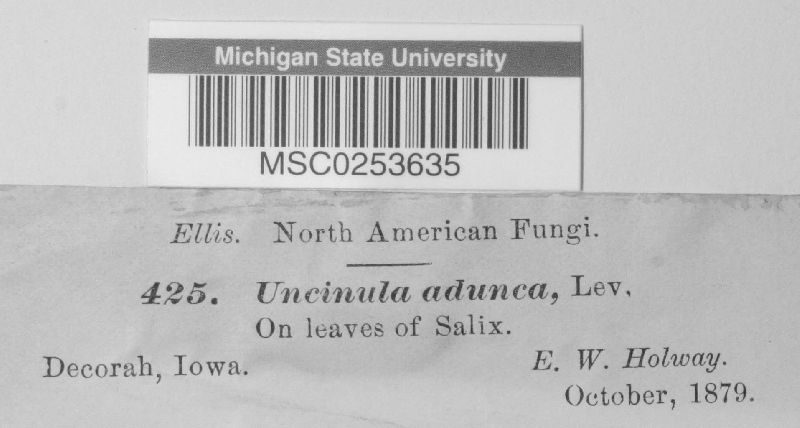 Michigan State University
MSC0253635
Ellis. North American Fungi.
425. Uncinula adunca, Lev.
On leaves of Salix.
Decorah, Iowa.
E. W. Holway.
October, 1879.